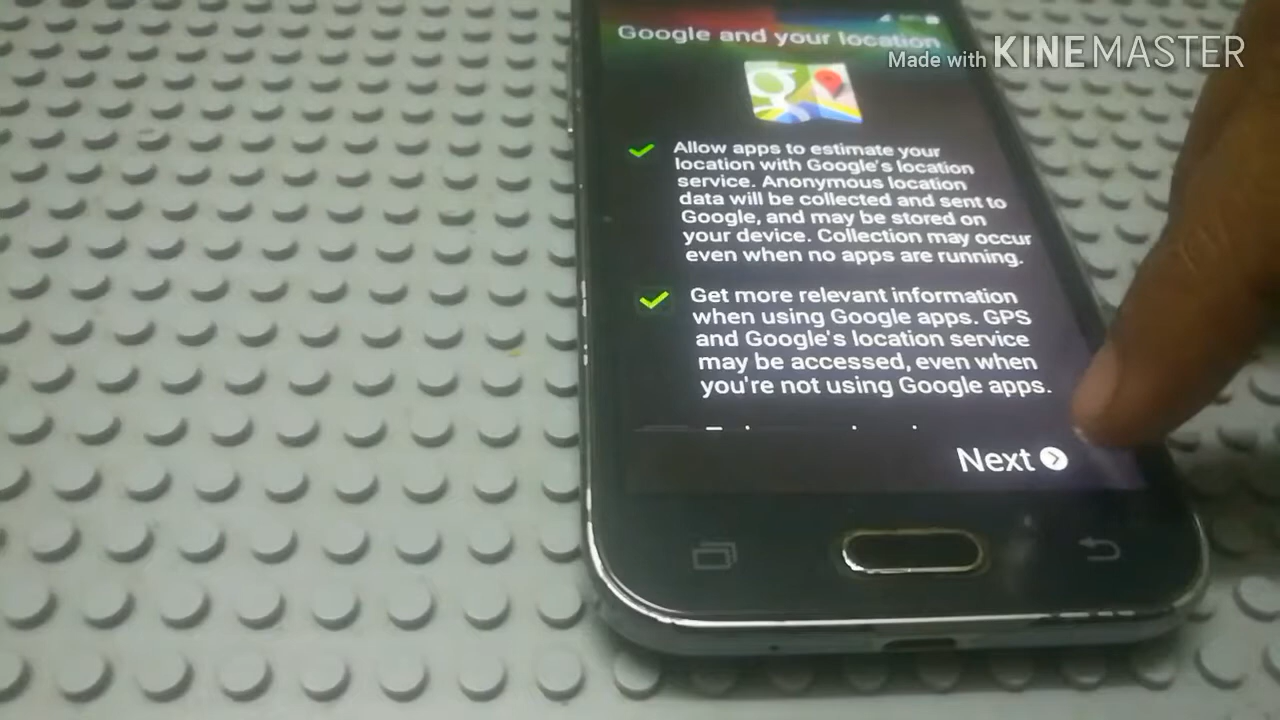 Google and your location
Made with KINEMASTER
Allow apps to estimate your
location with Google's location
service. Anonymous location
data will be collected and sent to
Google, and may be stored on
your device. Collection may occur
even when no apps are running.
Get more relevant information
when using Google apps. GPS
and Google's location service
may be accessed, even when
you're not using Google apps.
Next